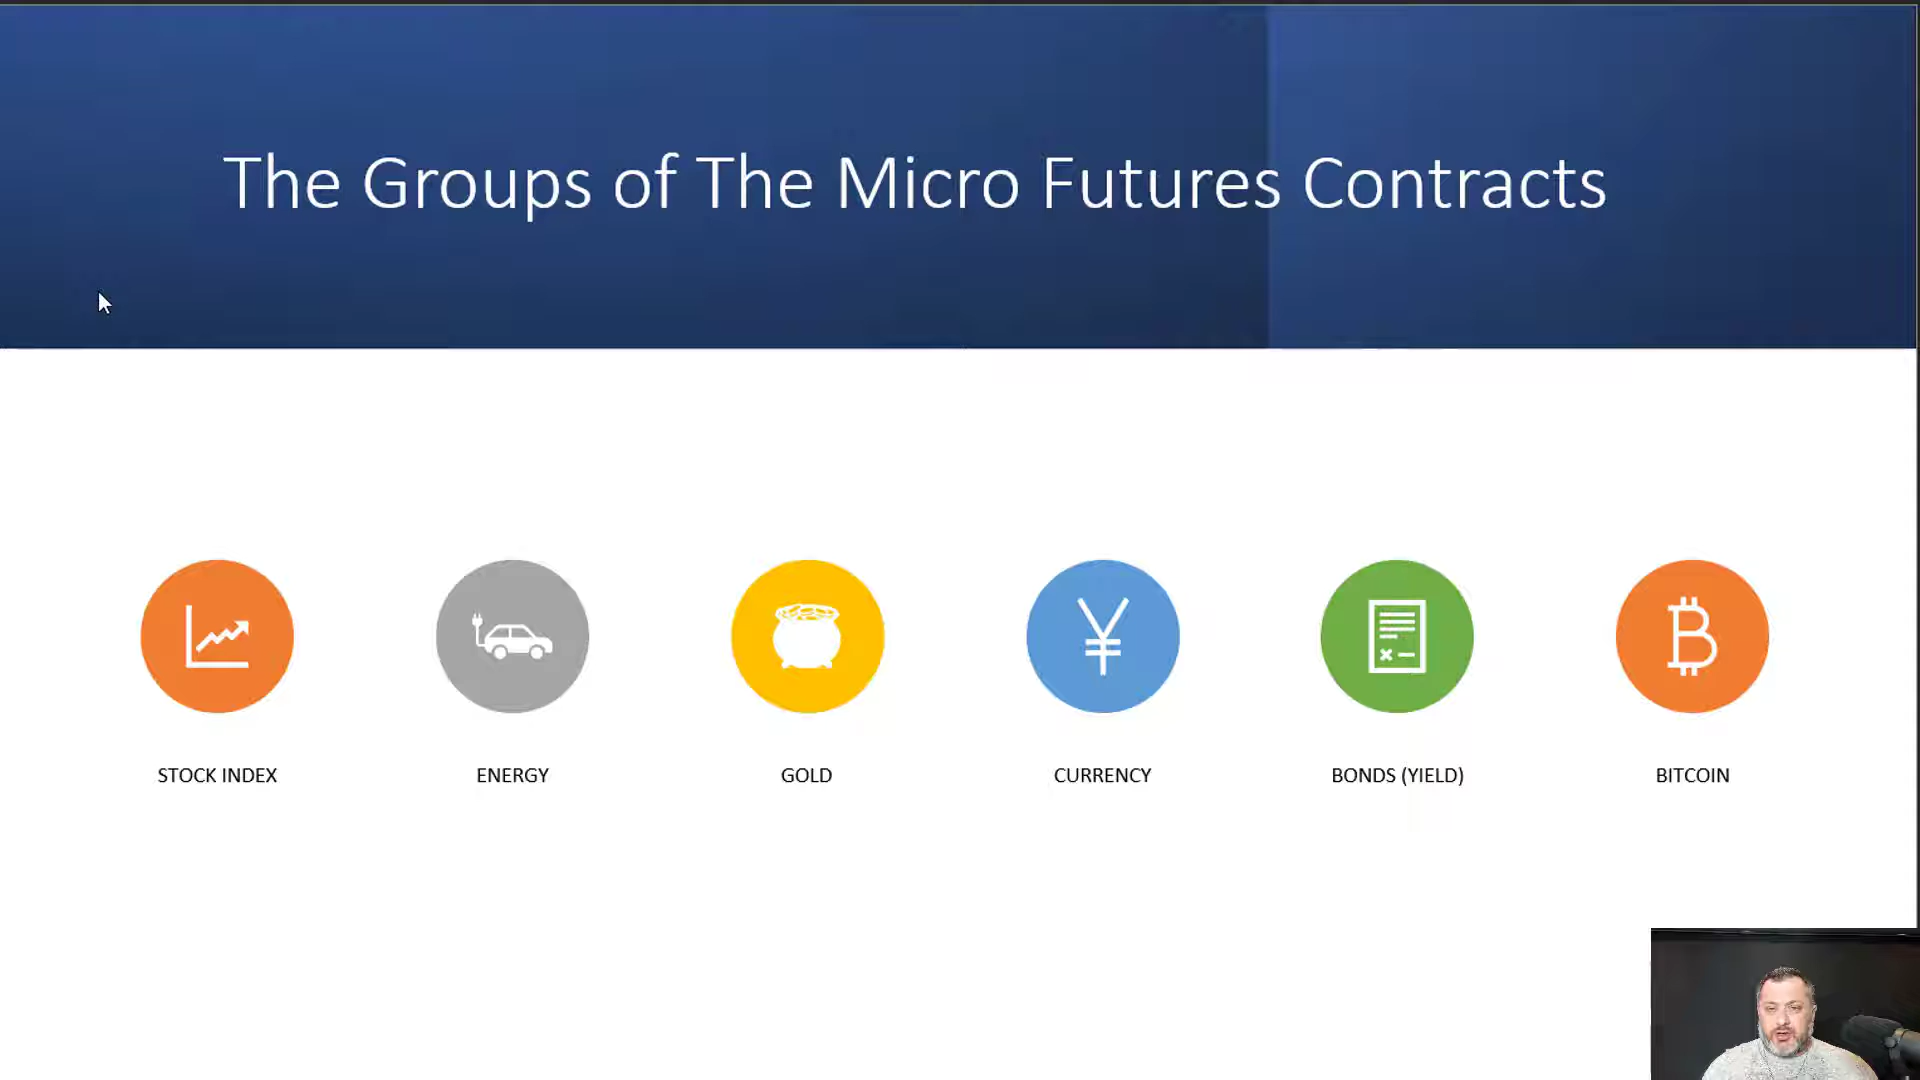 The Groups of The Micro Futures Contracts
STOCK INDEX
ENERGY
GOLD
CURRENCY
BONDS (YIELD)
BITCOIN